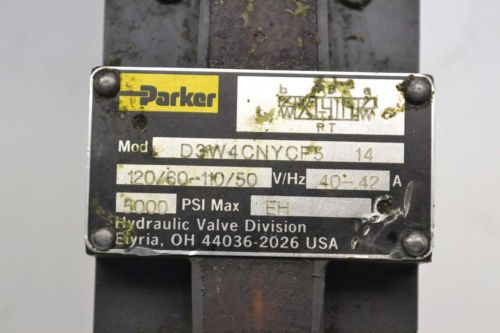 Parker
b a
P T
Mod D3W4CNYCF5 14
120/60-110/50 V/Hz .40-.42 A
5000 PSI Max EH
Hydraulic Valve Division
Elyria, OH 44036-2026 USA